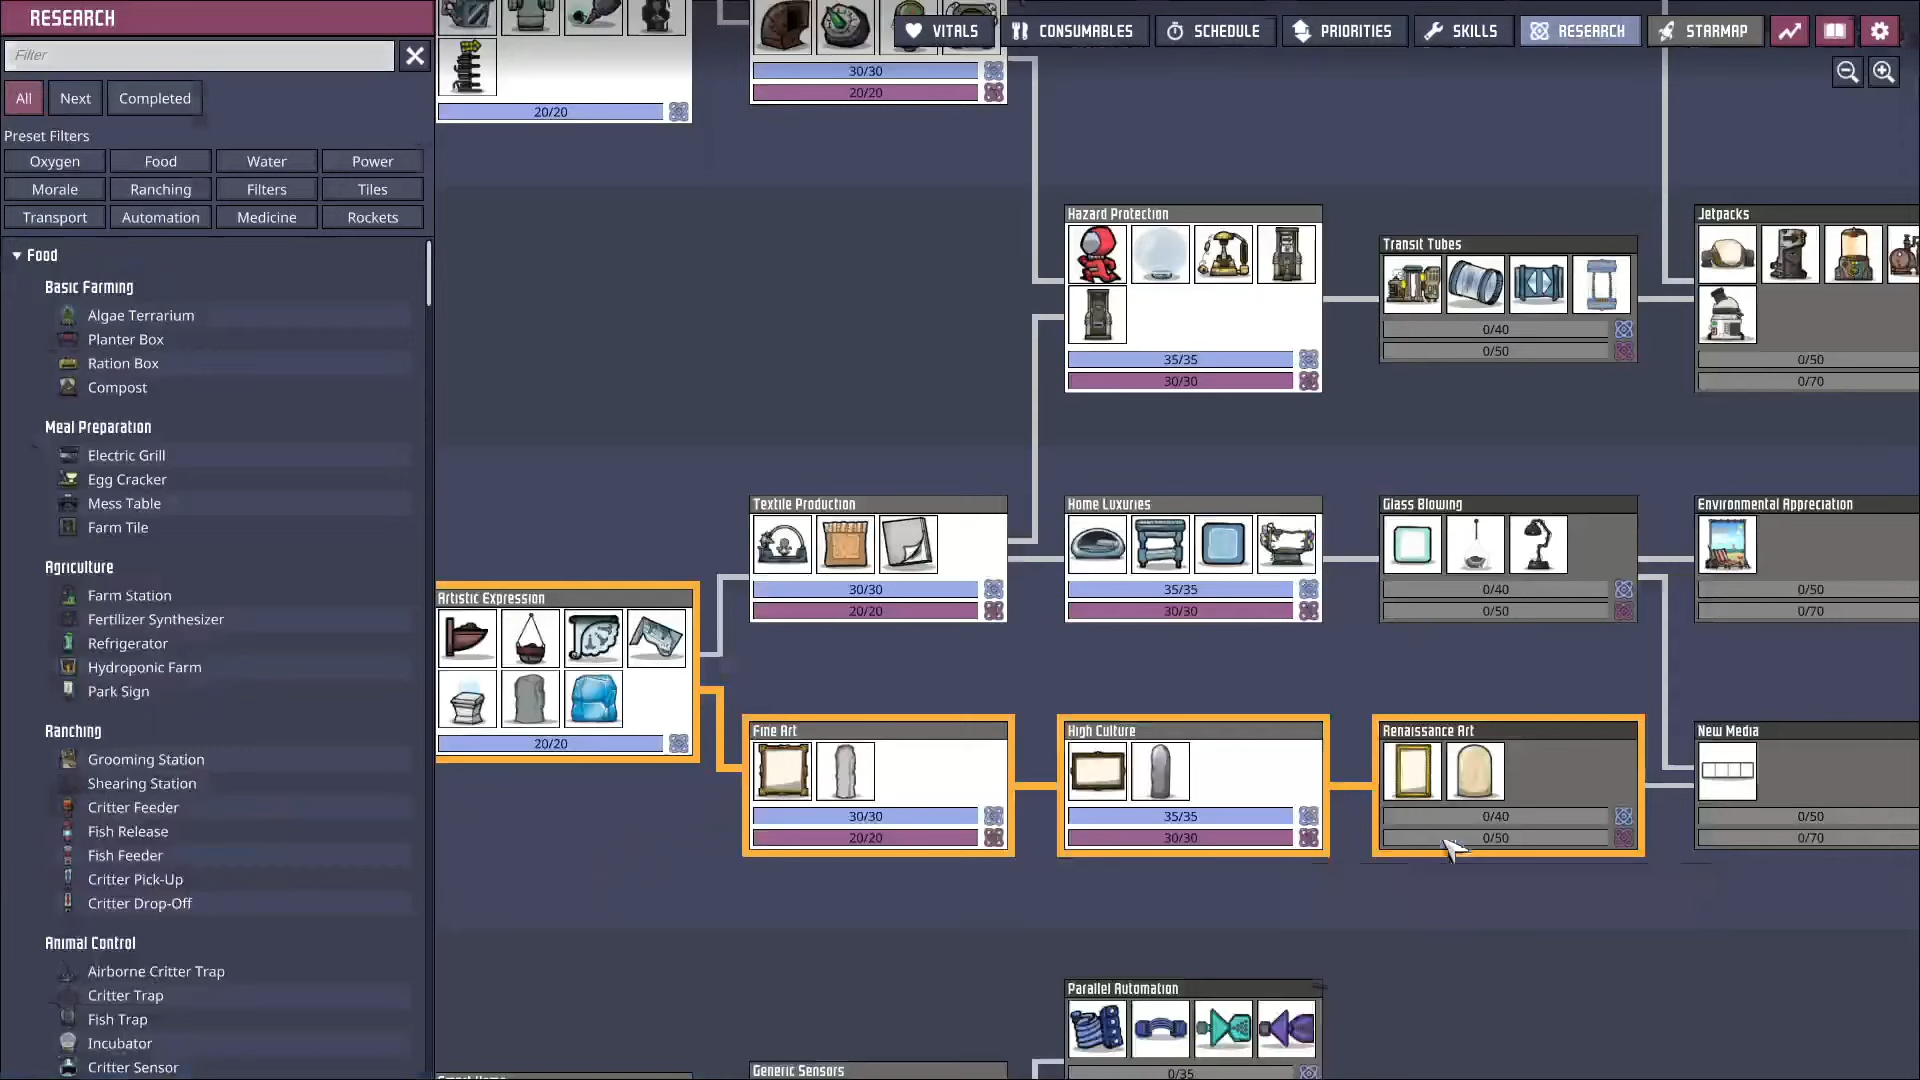 RESEARCH
Filter
All
Next
Completed
Preset Filters
Oxygen
Food
Water
Power
Morale
Ranching
Filters
Tiles
Transport
Automation
Medicine
Rockets
Food
Basic Farming
Algae Terrarium
Planter Box
Ration Box
Compost
Meal Preparation
Electric Grill
Egg Cracker
Mess Table
Farm Tile
Agriculture
Farm Station
Fertilizer Synthesizer
Refrigerator
Hydroponic Farm
Park Sign
Ranching
Grooming Station
Shearing Station
Critter Feeder
Fish Release
Fish Feeder
Critter Pick-Up
Critter Drop-Off
Animal Control
Airborne Critter Trap
Critter Trap
Fish Trap
Incubator
Critter Sensor
VITALS
CONSUMABLES
SCHEDULE
PRIORITIES
SKILLS
RESEARCH
STARMAP
20/20
30/30
20/20
Hazard Protection
35/35
30/30
Transit Tubes
0/40
0/50
Jetpacks
0/50
0/70
Textile Production
30/30
20/20
Home Luxuries
35/35
30/30
Glass Blowing
0/40
0/50
Environmental Appreciation
0/50
0/70
Artistic Expression
20/20
Fine Art
30/30
20/20
High Culture
35/35
30/30
Renaissance Art
0/40
0/50
New Media
0/50
0/70
Parallel Automation
0/35
Generic Sensors